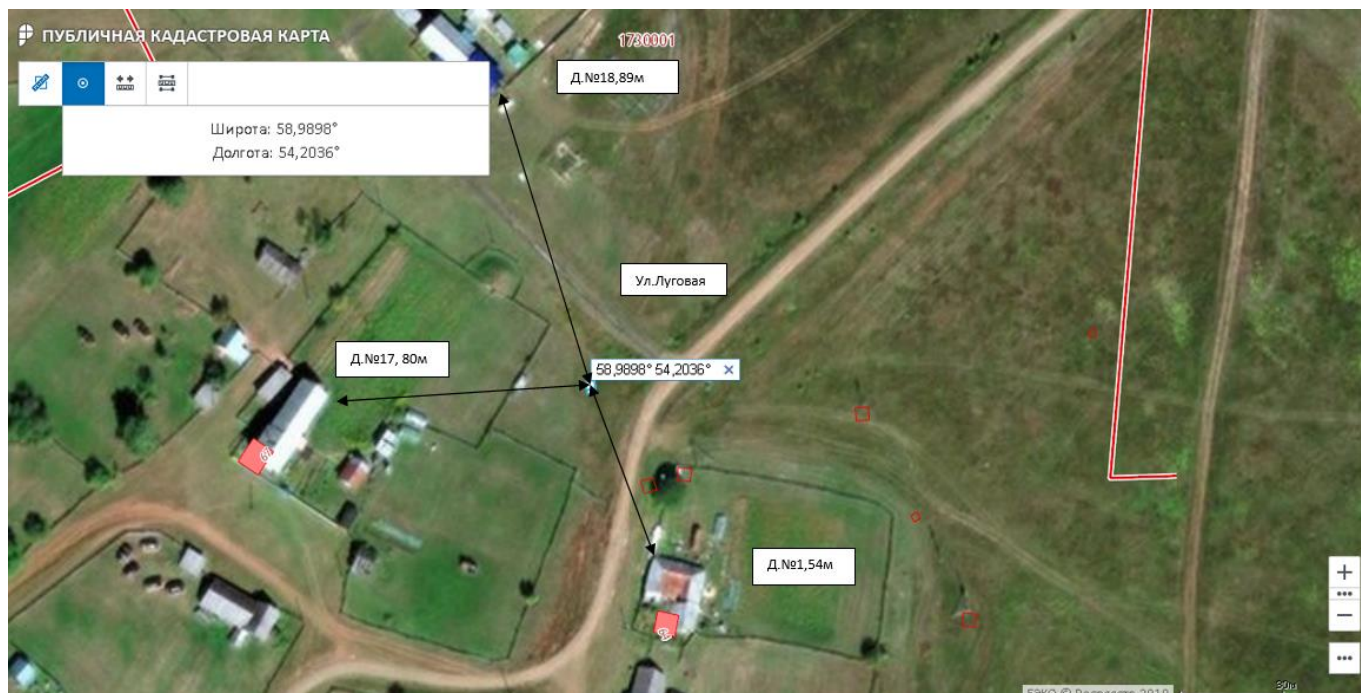 ПУБЛИЧНАЯ КАДАСТРОВАЯ КАРТА
1730001
Д.№18,89м
Широта: 58,9898°
Долгота: 54,2036°
Ул.Луговая
Д.№17, 80м
58,9898° 54,2036°
Д.№1,54м
30м